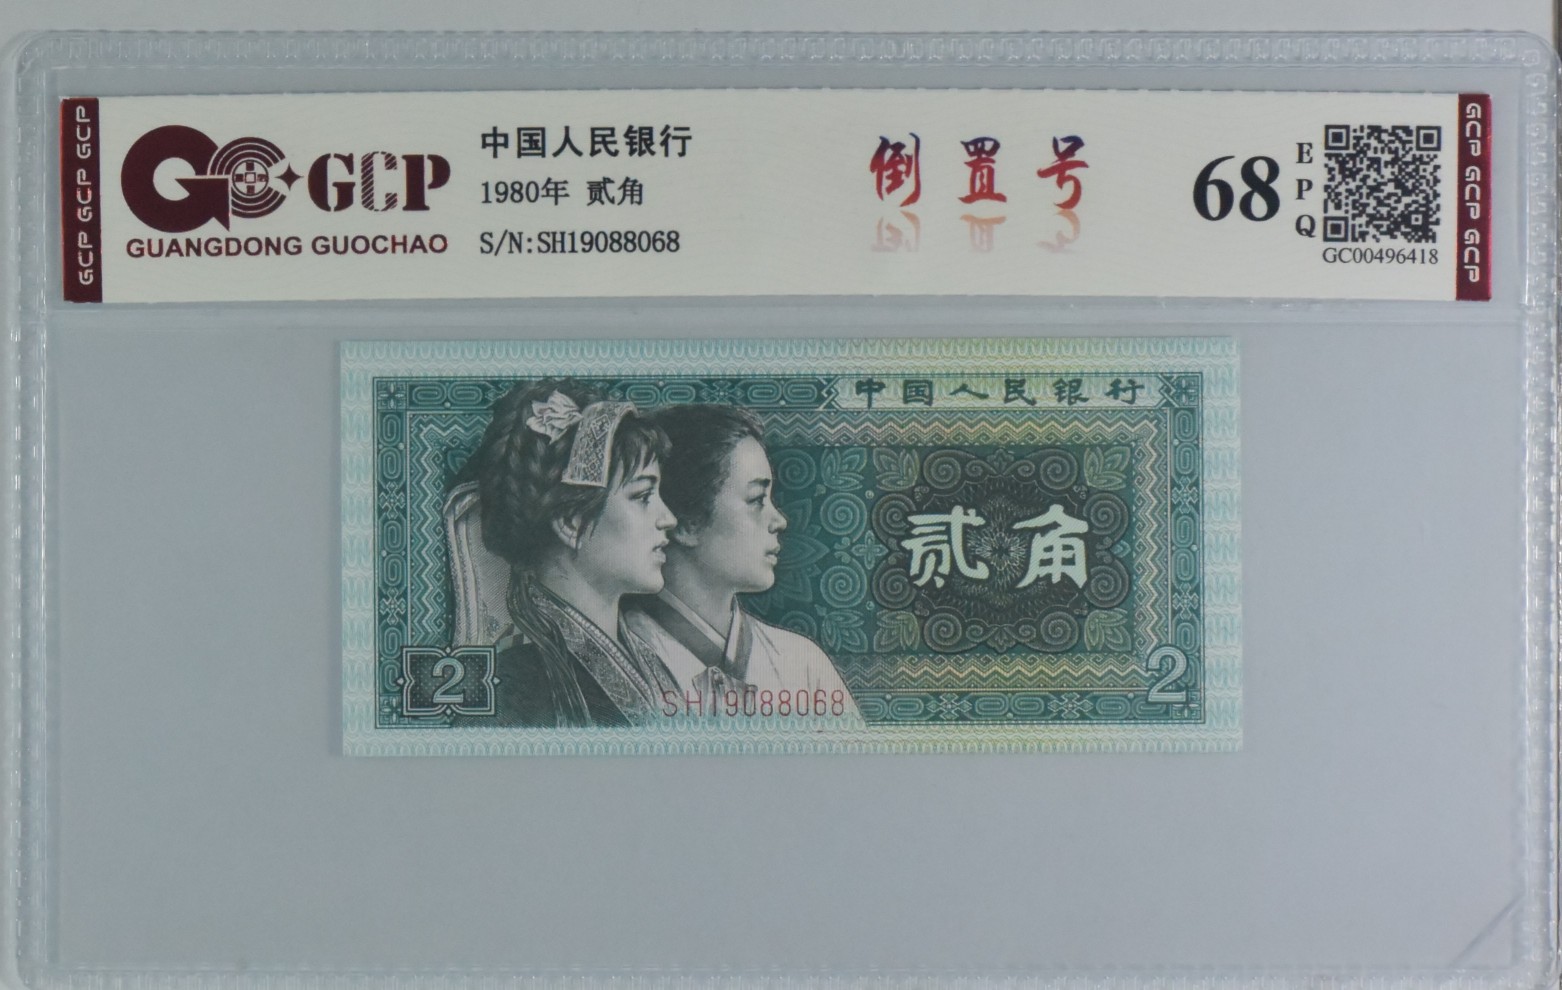 GCP GCP GCP
GCP
GUANGDONG GUOCHAO
中国人民银行
1980年 贰角
S/N:SH19088068
倒置号
68
EPQ
GC00496418
GCP GCP GCP
中国人民银行
贰角
2
2
SH19088068